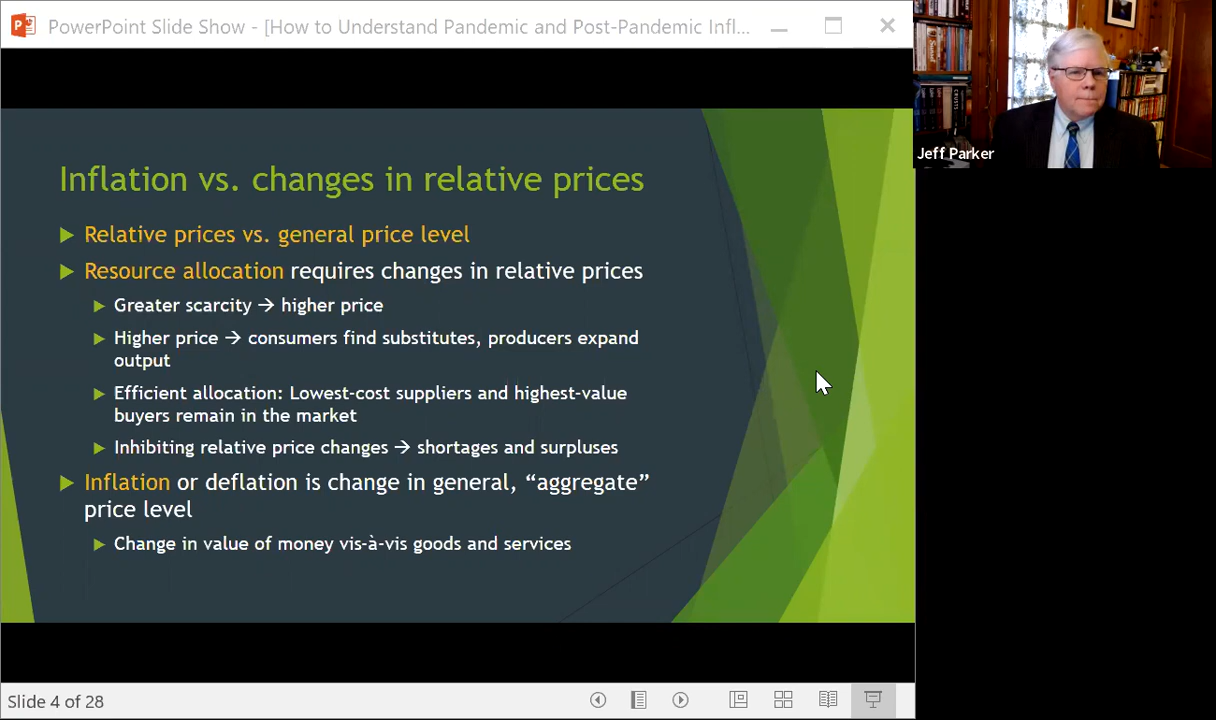 PowerPoint Slide Show - [How to Understand Pandemic and Post-Pandemic Infl...
Jeff Parker
Inflation vs. changes in relative prices
Relative prices vs. general price level
Resource allocation requires changes in relative prices
Greater scarcity → higher price
Higher price → consumers find substitutes, producers expand
output
Efficient allocation: Lowest-cost suppliers and highest-value
buyers remain in the market
Inhibiting relative price changes → shortages and surpluses
Inflation or deflation is change in general, “aggregate”
price level
Change in value of money vis-à-vis goods and services
Slide 4 of 28